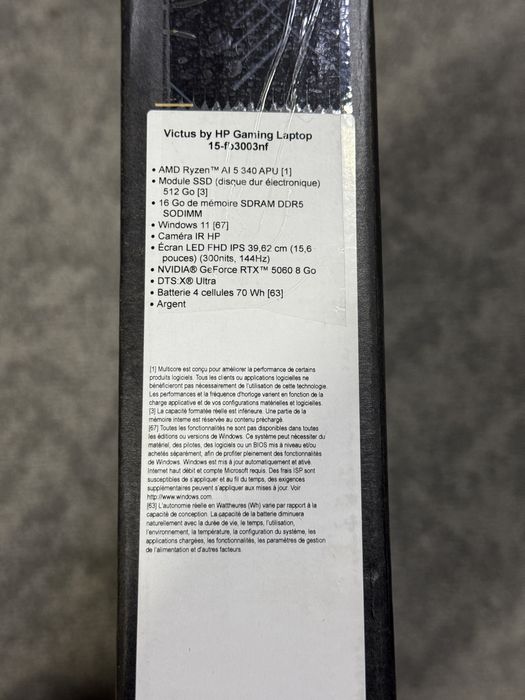 Victus by HP Gaming Laptop
15-fb3003nf
• AMD Ryzen™ AI 5 340 APU [1]
• Module SSD (disque dur électronique)
512 Go [3]
• 16 Go de mémoire SDRAM DDR5
SODIMM
• Windows 11 [67]
• Caméra IR HP
• Écran LED FHD IPS 39,62 cm (15,6
pouces) (300nits, 144Hz)
• NVIDIA® GeForce RTX™ 5060 8 Go
• DTS:X® Ultra
• Batterie 4 cellules 70 Wh [63]
• Argent
[1] Multicore est conçu pour améliorer la performance de certains
produits logiciels. Tous les clients ou applications logicielles ne
bénéficieront pas nécessairement de l'utilisation de cette technologie.
Les performances et la fréquence d'horloge varient en fonction de la
charge applicative et de vos configurations matérielles et logicielles.
[3] La capacité formatée réelle est inférieure. Une partie de la
mémoire interne est réservée au contenu préchargé.
[67] Toutes les fonctionnalités ne sont pas disponibles dans toutes
les éditions ou versions de Windows. Ce système peut nécessiter du
matériel, des pilotes, des logiciels ou un BIOS mis à niveau et/ou
achetés séparément, afin de profiter pleinement des fonctionnalités
de Windows. Windows est mis à jour automatiquement et activé.
Internet haut débit et compte Microsoft requis. Des frais ISP sont
susceptibles de s'appliquer et au fil du temps, des exigences
supplémentaires peuvent s'appliquer aux mises à jour. Voir
http://www.windows.com.
[63] L'autonomie réelle en Wattheures (Wh) varie par rapport à la
capacité de conception. La capacité de la batterie diminuera
naturellement avec la durée de vie, le temps, l'utilisation,
l'environnement, la température, la configuration du système, les
applications chargées, les fonctionnalités, les paramètres de gestion
de l'alimentation et d'autres facteurs.